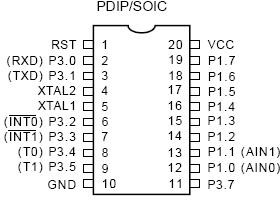 PDIP/SOIC
RST 1 20 VCC
(RXD) P3.0 2 19 P1.7
(TXD) P3.1 3 18 P1.6
XTAL2 4 17 P1.5
XTAL1 5 16 P1.4
(INT0) P3.2 6 15 P1.3
(INT1) P3.3 7 14 P1.2
(T0) P3.4 8 13 P1.1 (AIN1)
(T1) P3.5 9 12 P1.0 (AIN0)
GND 10 11 P3.7